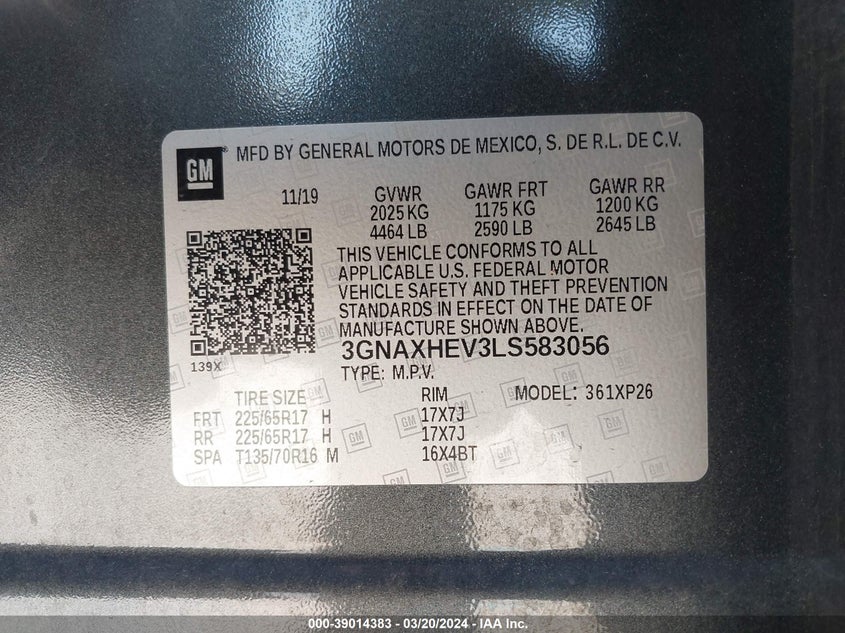 GM ® MFD BY GENERAL MOTORS DE MEXICO, S. DE R.L. DE C.V.
11/19 GVWR GAWR FRT GAWR RR
2025 KG 1175 KG 1200 KG
4464 LB 2590 LB 2645 LB
THIS VEHICLE CONFORMS TO ALL
APPLICABLE U.S. FEDERAL MOTOR
VEHICLE SAFETY AND THEFT PREVENTION
STANDARDS IN EFFECT ON THE DATE OF
MANUFACTURE SHOWN ABOVE.
139X 3GNAXHEV3LS583056
TYPE: M.P.V.
TIRE SIZE RIM MODEL: 361XP26
FRT 225/65R17 H 17X7J
RR 225/65R17 H 17X7J
SPA T135/70R16 M 16X4BT
000-39014383 - 03/20/2024 - IAA Inc.